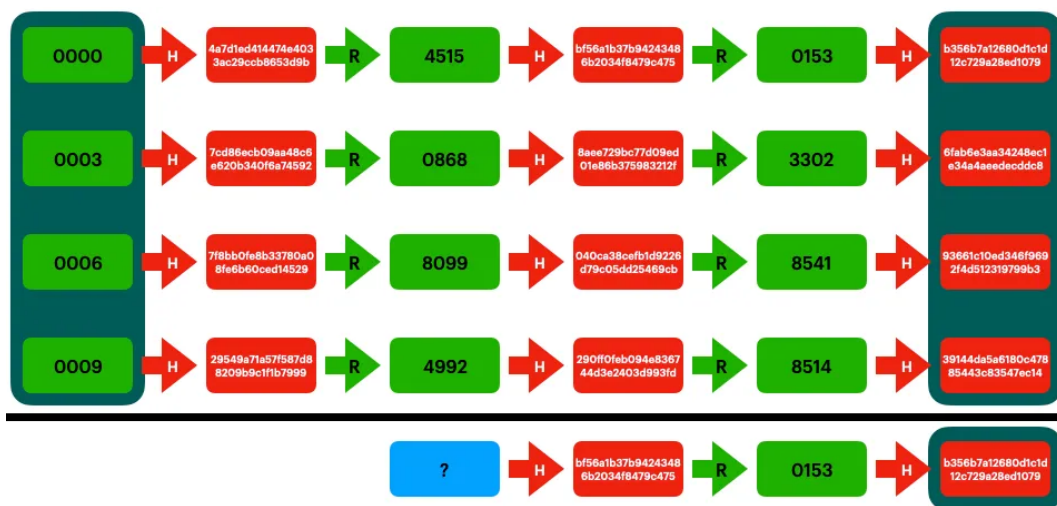 0000 H 4a7d1ed414474e403 R 4515 H bf56a1b37b9424348 R 0153 H b356b7a12680d1c1d
3ac29ccb8653d9b 6b2034f8479c475 12c729a28ed1079
0003 H 7cd86ecb09aa48c6 R 0868 H 8aee729bc77d09ed R 3302 H 6fab6e3aa34248ec1
e620b340f6a74592 01e86b375983212f e34a4aeedecddc8
0006 H 7f8bb0fe8b33780a0 R 8099 H 040ca38cefb1d9226 R 8541 H 93661c10ed346f969
8fe6b60ced14529 d79c05dd25469cb 2f4d512319799b3
0009 H 29549a71a57f587d8 R 4992 H 290ff0feb094e8367 R 8514 H 39144da5a6180c478
8209b9c1f1b7999 44d3e2403d993fd 85443c83547ec14
? H bf56a1b37b9424348 R 0153 H b356b7a12680d1c1d
6b2034f8479c475 12c729a28ed1079